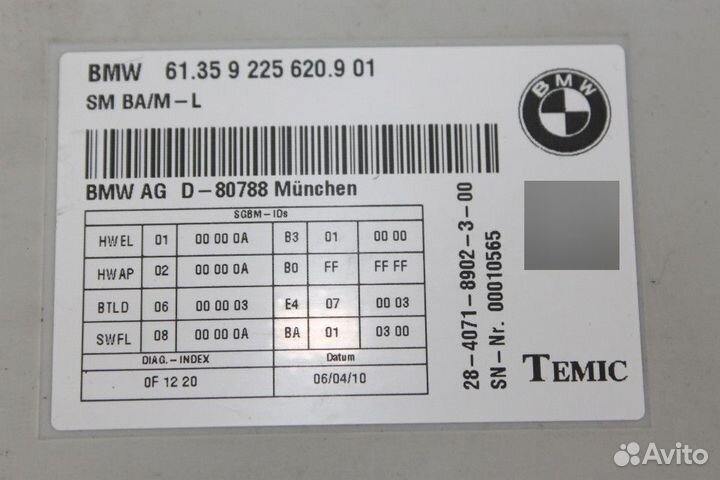 BMW 61.35 9 225 620.9 01
SM BA/M-L
BMW
BMW AG D-80788 München
SGBM-IDs
HWEL 01 00 00 0A B3 01 00 00
HWAP 02 00 00 0A B0 FF FF FF
BTLD 06 00 00 03 E4 07 00 03
SWFL 08 00 00 0A BA 01 03 00
DIAG.-INDEX Datum
0F 12 20 06/04/10
28-4071-8902-3-00
SN-Nr. 00010565
TEMIC
Avito